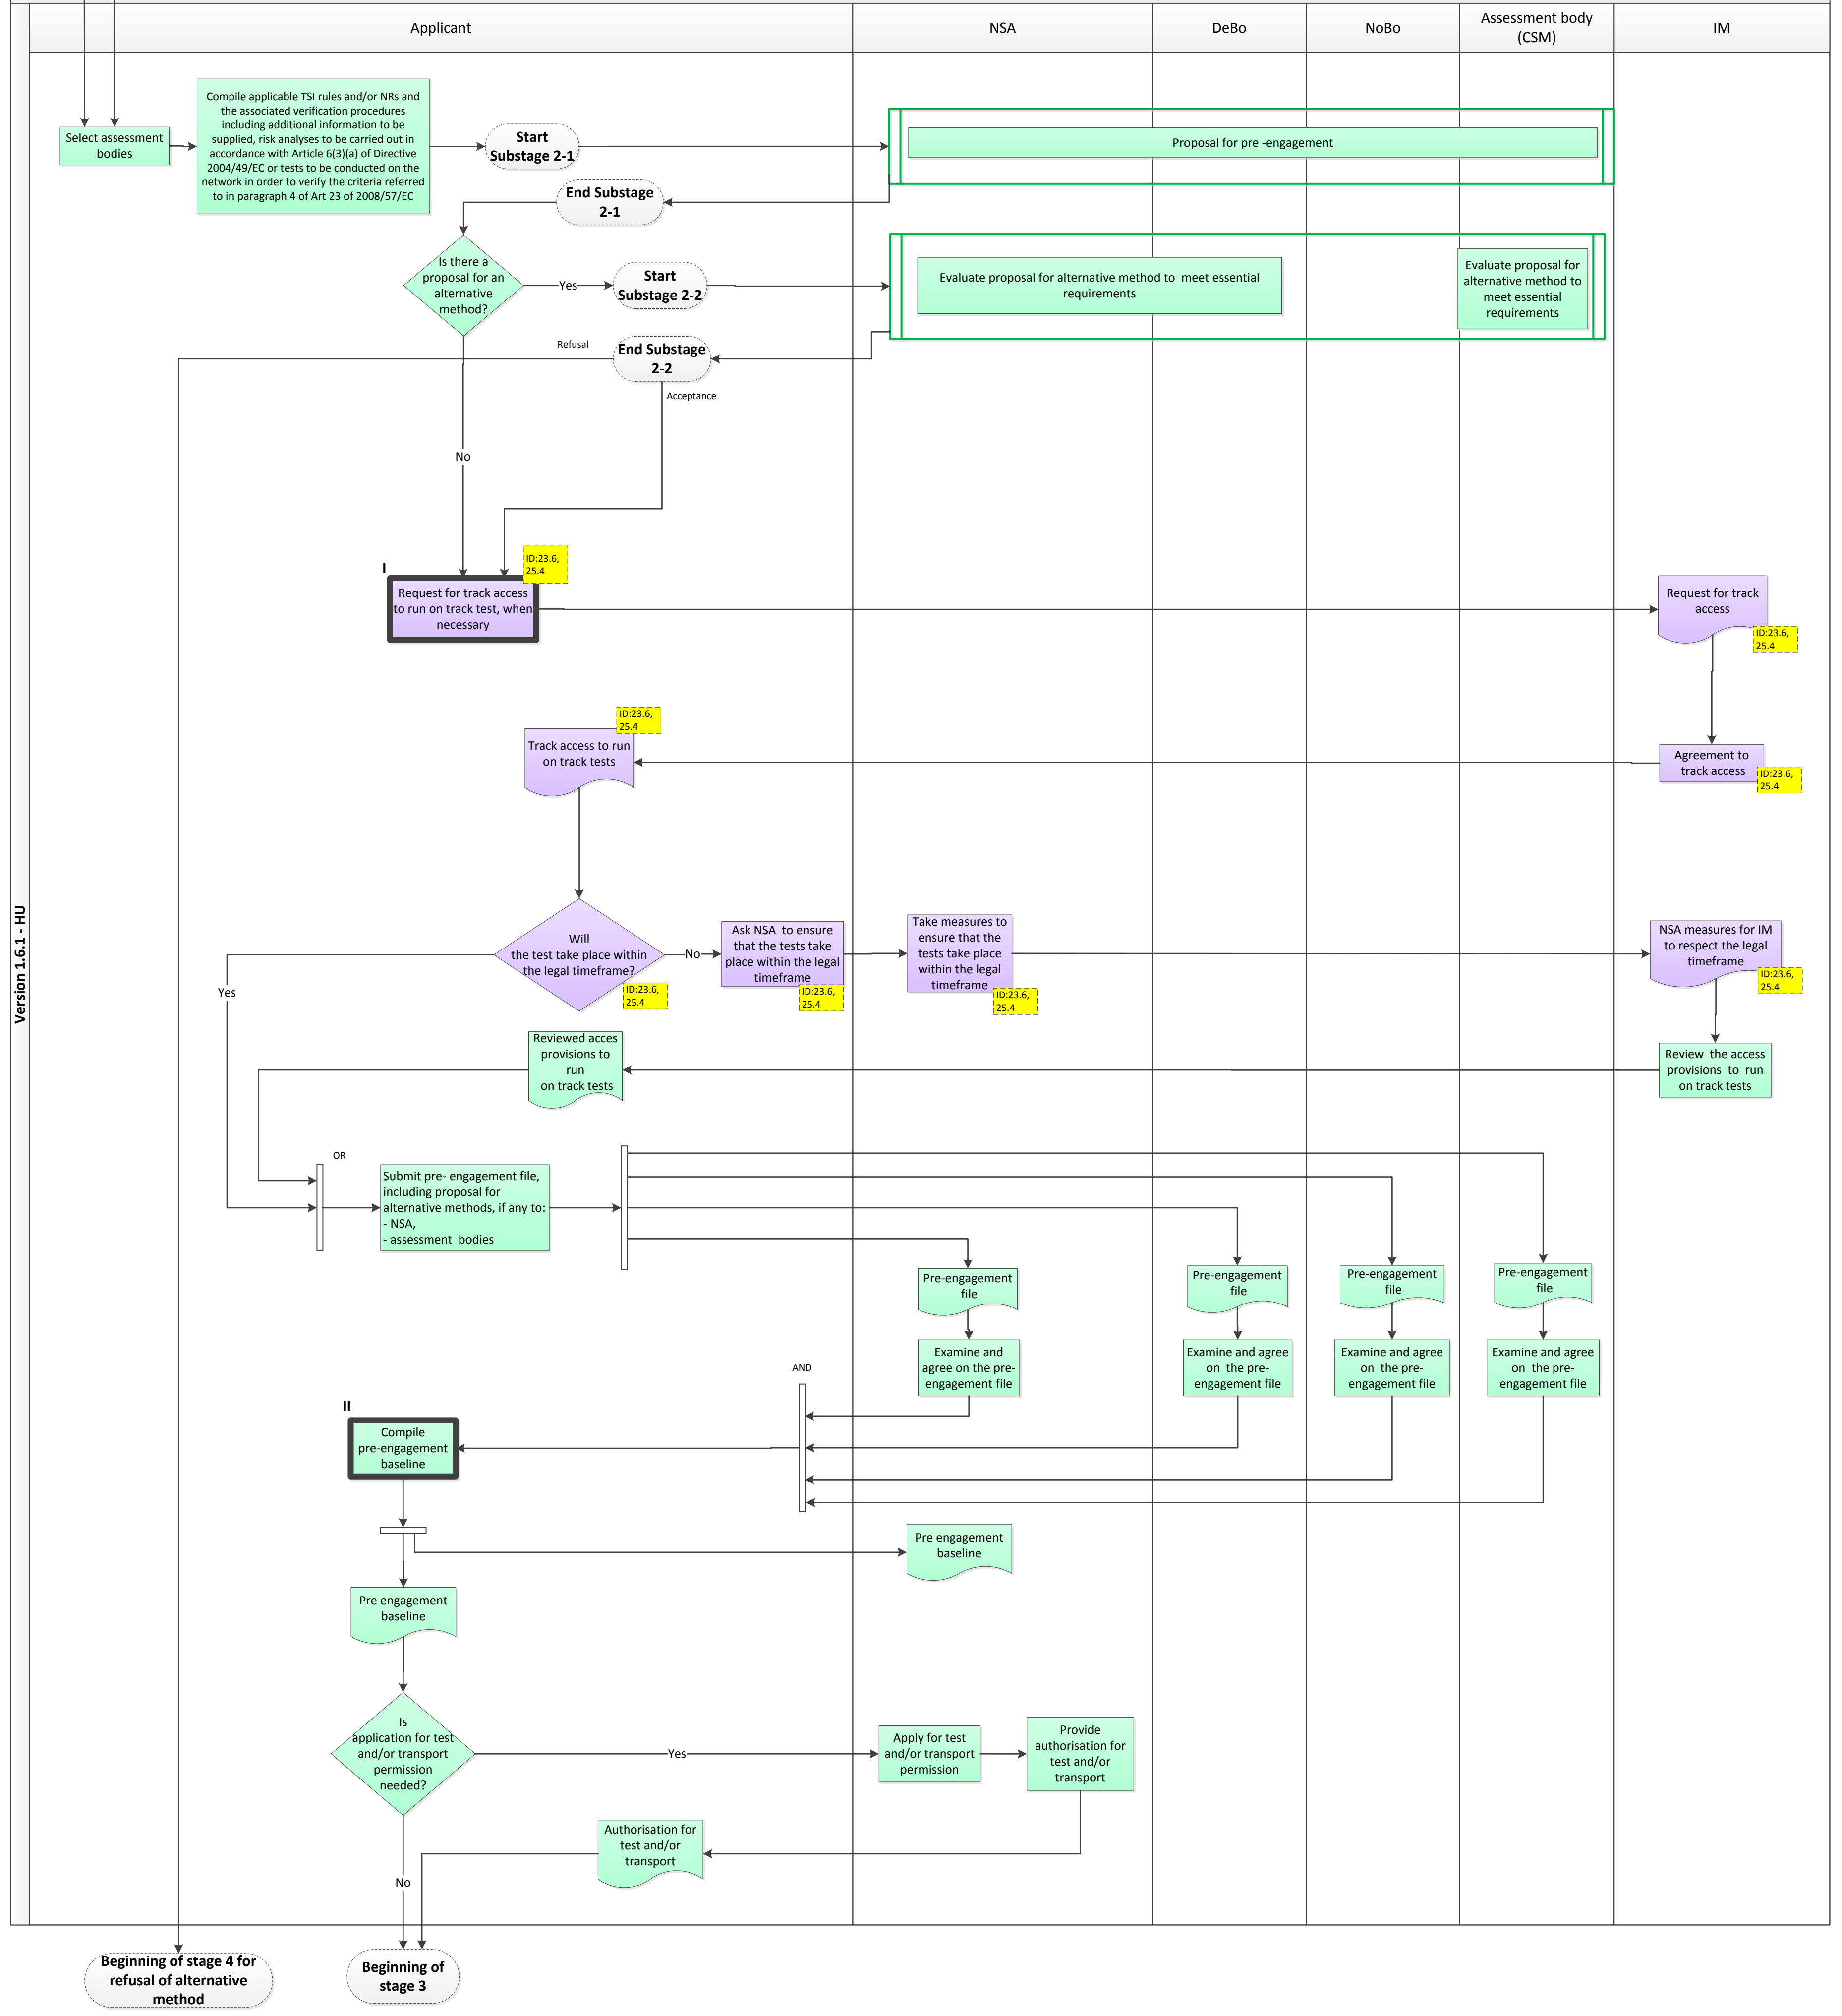 Applicant
NSA
DeBo
NoBo
Assessment body
(CSM)
IM
Version 1.6.1 - HU
Select assessment
bodies
Compile applicable TSI rules and/or NRs and
the associated verification procedures
including additional information to be
supplied, risk analyses to be carried out in
accordance with Article 6(3)(a) of Directive
2004/49/EC or tests to be conducted on the
network in order to verify the criteria referred
to in paragraph 4 of Art 23 of 2008/57/EC
Start
Substage 2-1
Proposal for pre -engagement
End Substage
2-1
Is there a
proposal for an
alternative
method?
Yes
Start
Substage 2-2
Evaluate proposal for alternative method to meet essential
requirements
Evaluate proposal for
alternative method to
meet essential
requirements
Refusal
End Substage
2-2
Acceptance
No
I
ID:23.6,
25.4
Request for track access
to run on track test, when
necessary
Request for track
access
ID:23.6,
25.4
ID:23.6,
25.4
Track access to run
on track tests
Agreement to
track access
ID:23.6,
25.4
Will
the test take place within
the legal timeframe?
ID:23.6,
25.4
No
Ask NSA to ensure
that the tests take
place within the legal
timeframe
ID:23.6,
25.4
Take measures to
ensure that the
tests take place
within the legal
timeframe
ID:23.6,
25.4
NSA measures for IM
to respect the legal
timeframe
ID:23.6,
25.4
Yes
Reviewed acces
provisions to
run
on track tests
Review the access
provisions to run
on track tests
OR
Submit pre- engagement file,
including proposal for
alternative methods, if any to:
- NSA,
- assessment bodies
Pre-engagement
file
Pre-engagement
file
Pre-engagement
file
Pre-engagement
file
Examine and
agree on the pre-
engagement file
Examine and agree
on the pre-
engagement file
Examine and agree
on the pre-
engagement file
Examine and agree
on the pre-
engagement file
AND
II
Compile
pre-engagement
baseline
Pre engagement
baseline
Pre engagement
baseline
Is
application for test
and/or transport
permission
needed?
Yes
Apply for test
and/or transport
permission
Provide
authorisation for
test and/or
transport
Authorisation for
test and/or
transport
No
Beginning of stage 4 for
refusal of alternative
method
Beginning of
stage 3